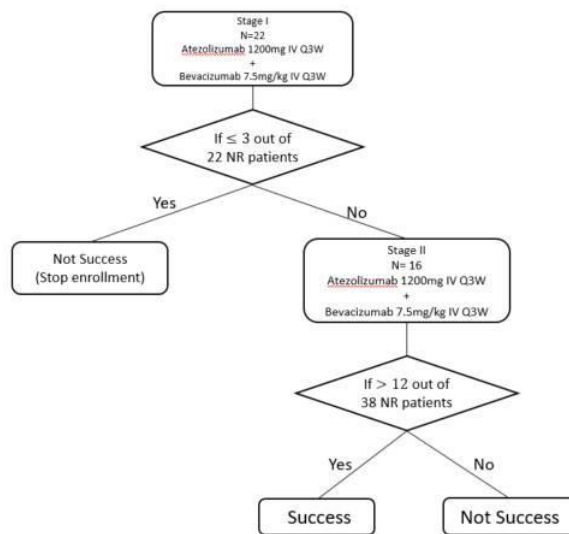 Stage I
N=22
Atezolizumab 1200mg IV Q3W
+
Bevacizumab 7.5mg/kg IV Q3W
If ≤ 3 out of
22 NR patients
Yes
No
Not Success
(Stop enrollment)
Stage II
N= 16
Atezolizumab 1200mg IV Q3W
+
Bevacizumab 7.5mg/kg IV Q3W
If > 12 out of
38 NR patients
Yes
No
Success
Not Success